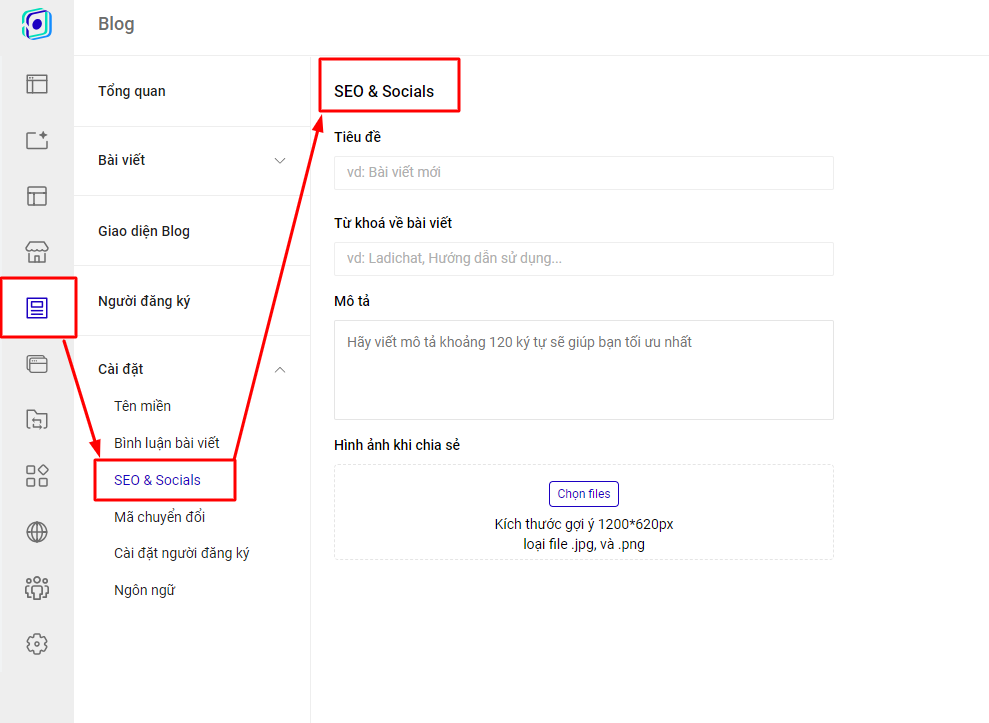 Blog
Tổng quan
Bài viết
Giao diện Blog
Người đăng ký
Cài đặt
Tên miền
Bình luận bài viết
SEO & Socials
Mã chuyển đổi
Cài đặt người đăng ký
Ngôn ngữ
SEO & Socials
Tiêu đề
vd: Bài viết mới
Từ khoá về bài viết
vd: Ladichat, Hướng dẫn sử dụng...
Mô tả
Hãy viết mô tả khoảng 120 ký tự sẽ giúp bạn tối ưu nhất
Hình ảnh khi chia sẻ
Chọn files
Kích thước gợi ý 1200*620px
loại file .jpg, và .png